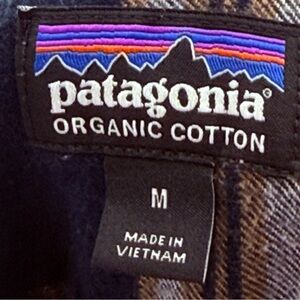 patagonia®
ORGANIC COTTON
M
MADE IN
VIETNAM